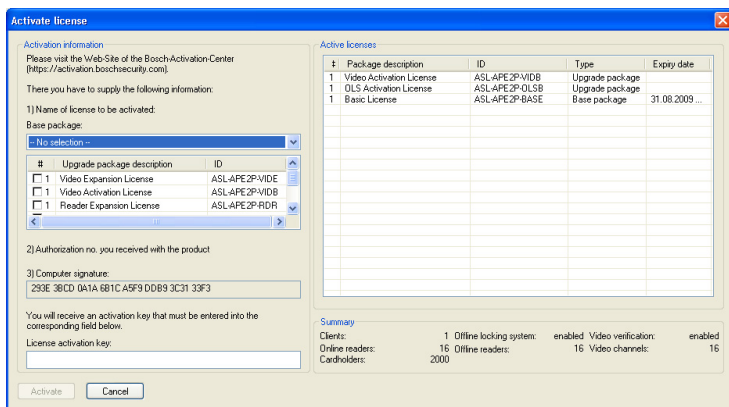 Activate license
Activation information
Please visit the Web-Site of the Bosch-Activation-Center
(https://activation.boschsecurity.com).
There you have to supply the following information:
1) Name of license to be activated:
Base package:
-- No selection --
# Upgrade package description ID
1 Video Expansion License ASL-APE2P-VIDE
1 Video Activation License ASL-APE2P-VIDB
1 Reader Expansion License ASL-APE2P-RDR
2) Authorization no. you received with the product
3) Computer signature:
293E 3BCD 0A1A 6B1C A5F9 DDB9 3C31 33F3
You will receive an activation key that must be entered into the
corresponding field below.
License activation key:
Activate
Cancel
Active licenses
Package description ID Type Expiry date
1 Video Activation License ASL-APE2P-VIDB Upgrade package
1 OLS Activation License ASL-APE2P-OLSB Upgrade package
1 Basic License ASL-APE2P-BASE Base package 31.08.2009 ...
Summary
Clients: 1 Offline locking system: enabled Video verification: enabled
Online readers: 16 Offline readers: 16 Video channels: 16
Cardholders: 2000